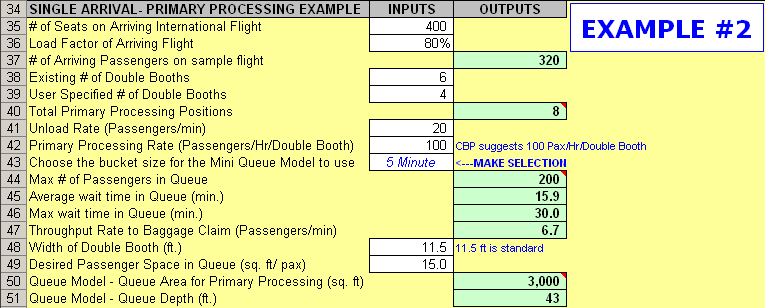 34 SINGLE ARRIVAL- PRIMARY PROCESSING EXAMPLE INPUTS OUTPUTS
EXAMPLE #2
35 # of Seats on Arriving International Flight 400
36 Load Factor of Arriving Flight 80%
37 # of Arriving Passengers on sample flight 320
38 Existing # of Double Booths 6
39 User Specified # of Double Booths 4
40 Total Primary Processing Positions 8
41 Unload Rate (Passengers/min) 20
42 Primary Processing Rate (Passengers/Hr/Double Booth) 100 CBP suggests 100 Pax/Hr/Double Booth
43 Choose the bucket size for the Mini Queue Model to use 5 Minute <---MAKE SELECTION
44 Max # of Passengers in Queue 200
45 Average wait time in Queue (min.) 15.9
46 Max wait time in Queue (min.) 30.0
47 Throughput Rate to Baggage Claim (Passengers/min) 6.7
48 Width of Double Booth (ft.) 11.5 11.5 ft is standard
49 Desired Passenger Space in Queue (sq. ft/ pax) 15.0
50 Queue Model - Queue Area for Primary Processing (sq. ft) 3,000
51 Queue Model - Queue Depth (ft.) 43